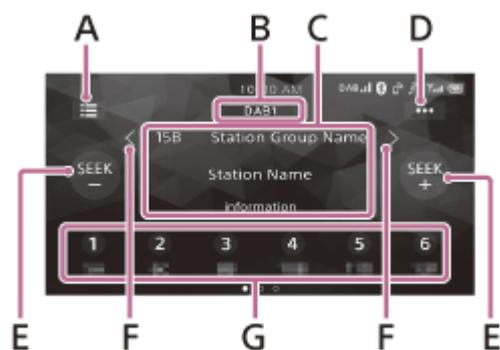 A B C D
10:00 AM DAB
DAB1
15B Station Group Name
SEEK
−
Station Name
SEEK
+
information
1 2 3 4 5 6
E F G F E